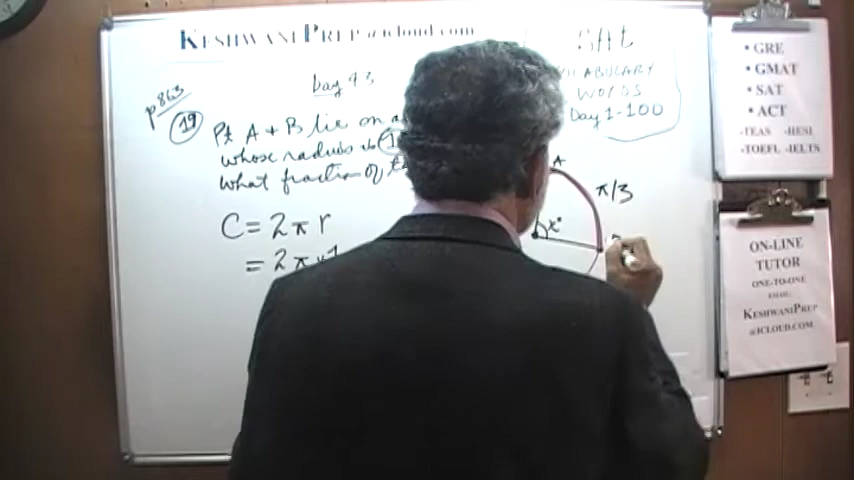 KESHWANIPREP@icloud.com
Day 93
p863
19
Pt A + B lie on a
whose radius is 1
What fraction of t
C = 2πr
= 2π x 1
SAt
ABULARY
WORDS
Day 1-100
A
π/3
x°
• GRE
• GMAT
• SAT
• ACT
-TEAS -HESI
-TOEFL -IELTS
ON-LINE
TUTOR
ONE-TO-ONE
EMAIL:
KESHWANIPREP
@ICLOUD.COM